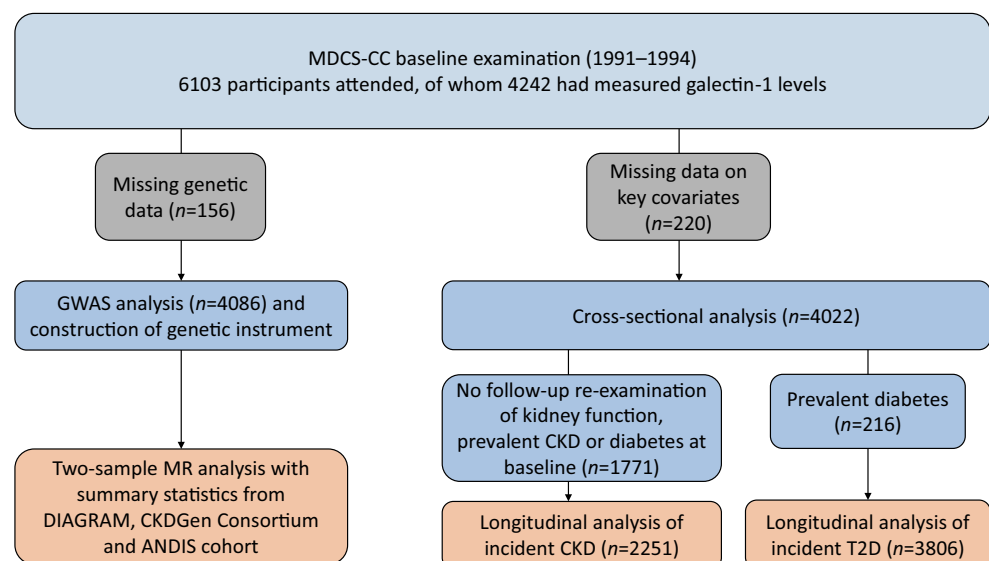 MDCS-CC baseline examination (1991–1994)
6103 participants attended, of whom 4242 had measured galectin-1 levels
Missing genetic
data (n=156)
Missing data on
key covariates
(n=220)
GWAS analysis (n=4086) and
construction of genetic instrument
Cross-sectional analysis (n=4022)
No follow-up re-examination
of kidney function,
prevalent CKD or diabetes at
baseline (n=1771)
Prevalent diabetes
(n=216)
Two-sample MR analysis with
summary statistics from
DIAGRAM, CKDGen Consortium
and ANDIS cohort
Longitudinal analysis of
incident CKD (n=2251)
Longitudinal analysis of
incident T2D (n=3806)